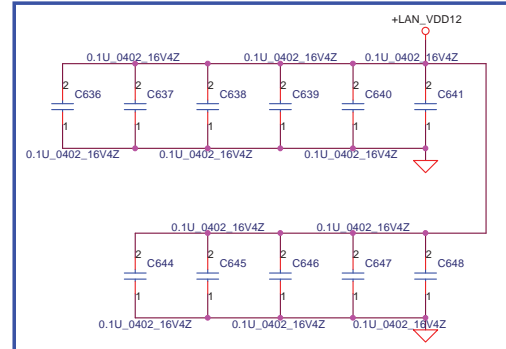 +LAN_VDD12
0.1U_0402_16V4Z 0.1U_0402_16V4Z 0.1U_0402_16V4Z
2 2 2 2 2 2
C636 C637 C638 C639 C640 C641
1 1 1 1 1 1
0.1U_0402_16V4Z 0.1U_0402_16V4Z 0.1U_0402_16V4Z
0.1U_0402_16V4Z 0.1U_0402_16V4Z
2 2 2 2 2
C644 C645 C646 C647 C648
1 1 1 1 1
0.1U_0402_16V4Z 0.1U_0402_16V4Z 0.1U_0402_16V4Z